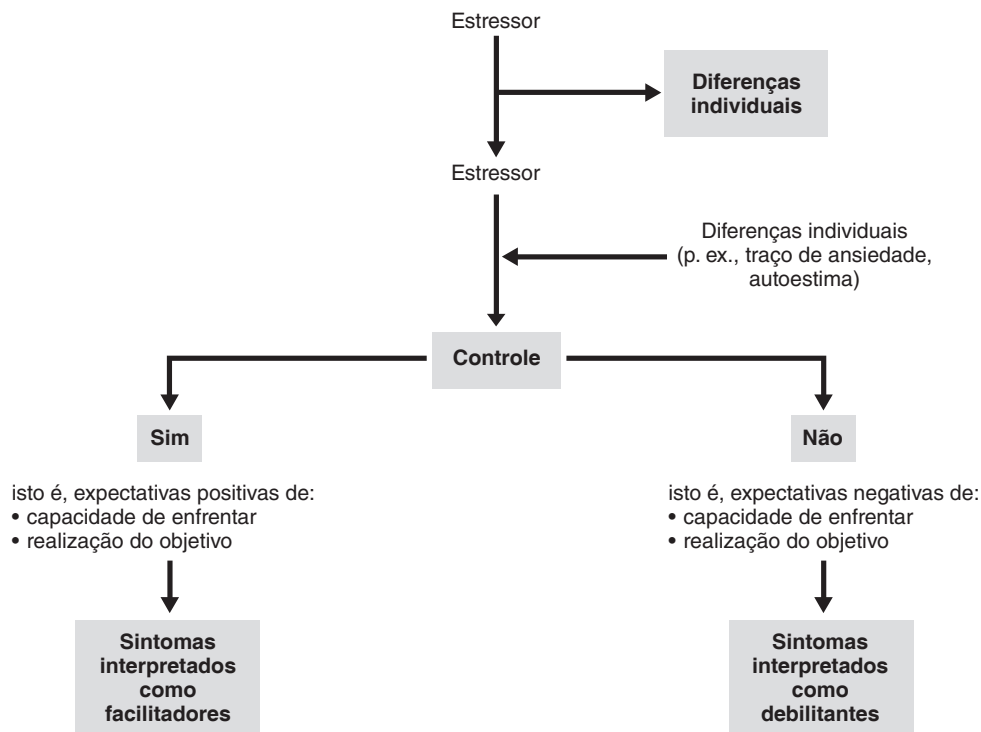 Estressor
Diferenças
individuais
Estressor
Diferenças individuais
(p. ex., traço de ansiedade,
autoestima)
Controle
Sim
Não
isto é, expectativas positivas de:
• capacidade de enfrentar
• realização do objetivo
isto é, expectativas negativas de:
• capacidade de enfrentar
• realização do objetivo
Sintomas
interpretados
como
facilitadores
Sintomas
interpretados
como
debilitantes